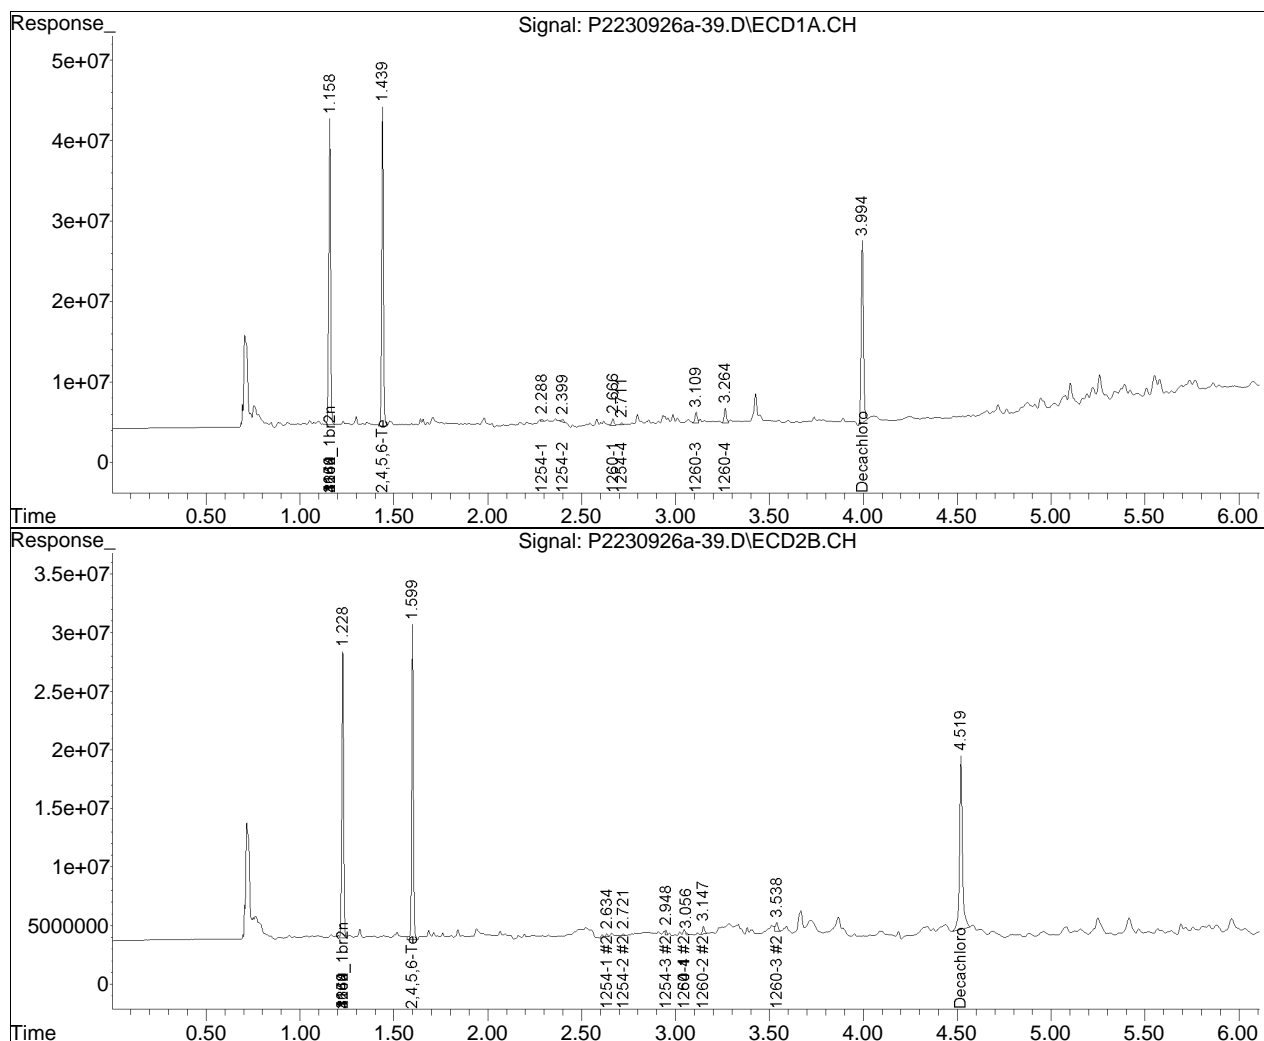 Response_
Signal: P2230926a-39.D\ECD1A.CH
5e+07
4e+07
3e+07
2e+07
1e+07
0
1.158
1.439
2.288
2.399
2.666
2.711
3.109
3.264
3.994
_1br2n
2,4,5,6-Te
1254-1
1254-2
1260-1
1254-4
1260-3
1260-4
Decachloro
Time
0.50 1.00 1.50 2.00 2.50 3.00 3.50 4.00 4.50 5.00 5.50 6.00
Response_
Signal: P2230926a-39.D\ECD2B.CH
3.5e+07
3e+07
2.5e+07
2e+07
1.5e+07
1e+07
5000000
0
1.228
1.599
2.634
2.721
2.948
3.056
3.147
3.538
4.519
_1br2n
2,4,5,6-Te
1254-1 #2
1254-2 #2
1254-3 #2
1260-2 #2
1260-3 #2
Decachloro
Time
0.50 1.00 1.50 2.00 2.50 3.00 3.50 4.00 4.50 5.00 5.50 6.00